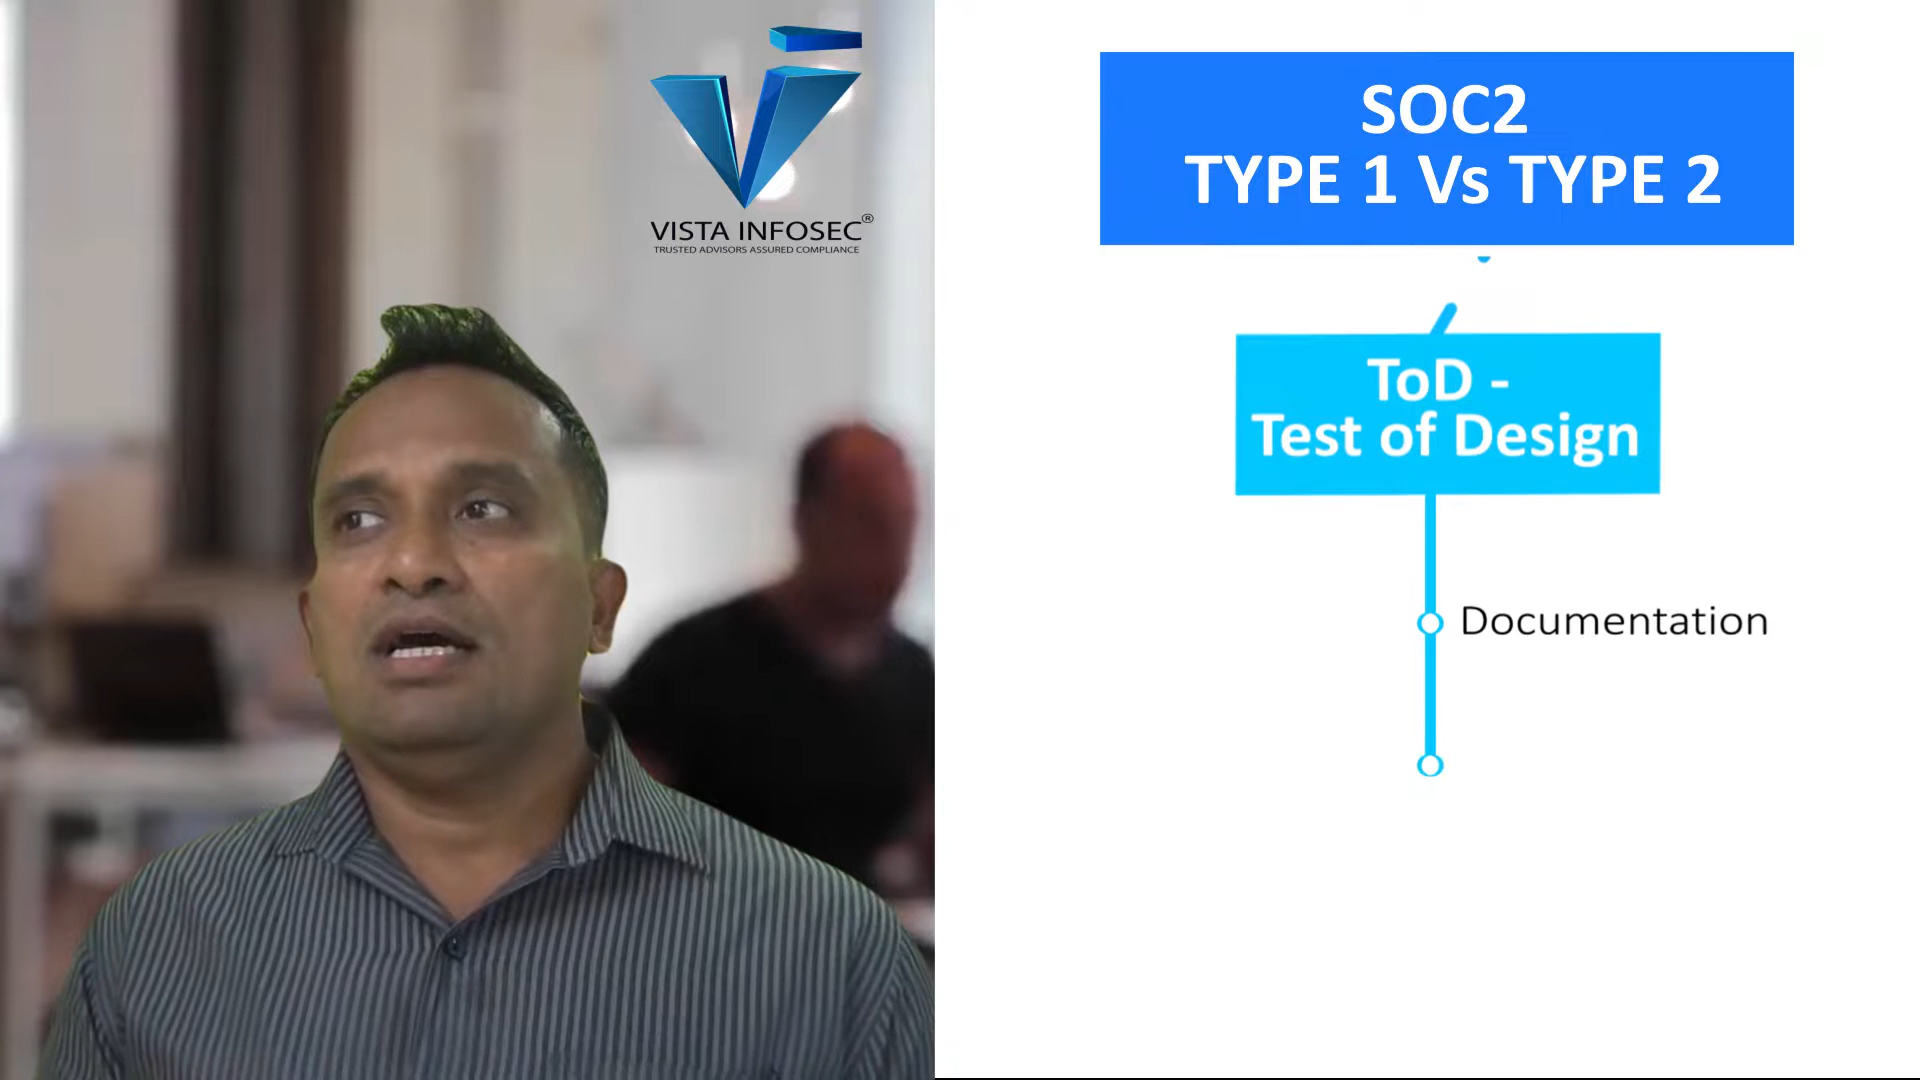 VISTA INFOSEC®
TRUSTED ADVISORS ASSURED COMPLIANCE
SOC2
TYPE 1 Vs TYPE 2
ToD -
Test of Design
Documentation